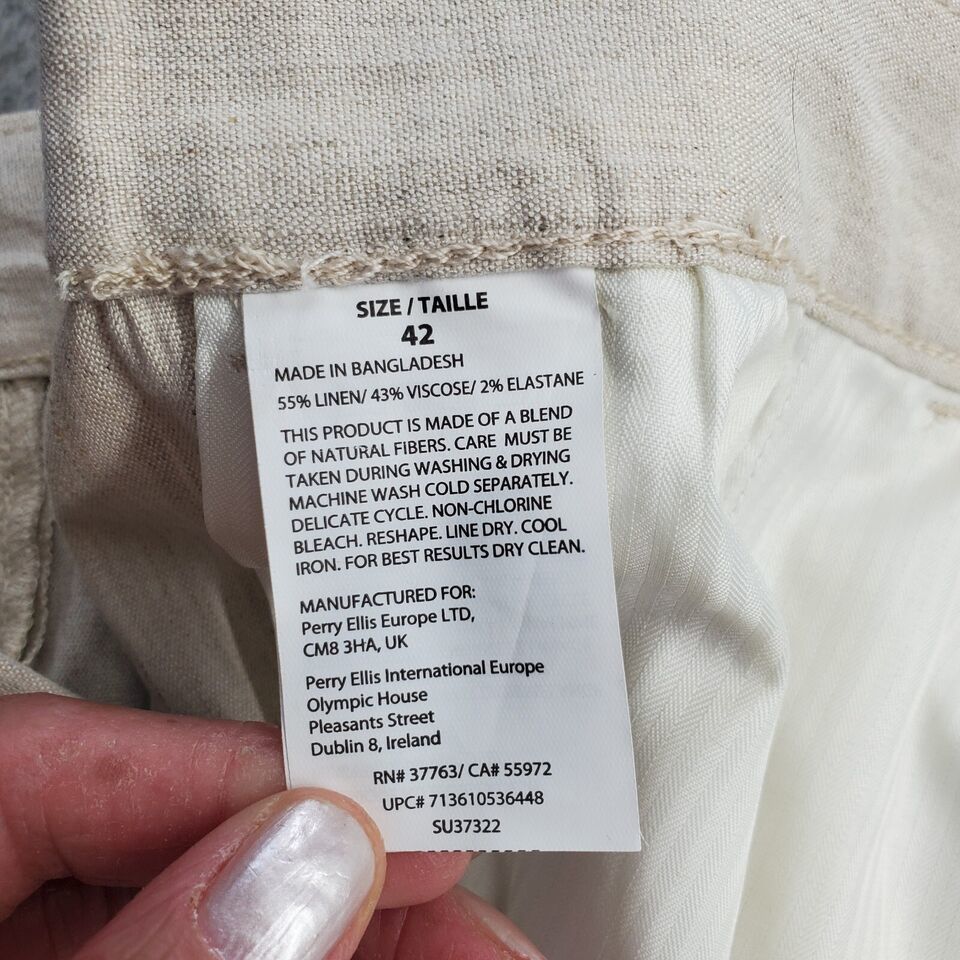 SIZE / TAILLE
42
MADE IN BANGLADESH
55% LINEN/ 43% VISCOSE/ 2% ELASTANE
THIS PRODUCT IS MADE OF A BLEND
OF NATURAL FIBERS. CARE MUST BE
TAKEN DURING WASHING & DRYING
MACHINE WASH COLD SEPARATELY.
DELICATE CYCLE. NON-CHLORINE
BLEACH. RESHAPE. LINE DRY. COOL
IRON. FOR BEST RESULTS DRY CLEAN.
MANUFACTURED FOR:
Perry Ellis Europe LTD,
CM8 3HA, UK
Perry Ellis International Europe
Olympic House
Pleasants Street
Dublin 8, Ireland
RN# 37763/ CA# 55972
UPC# 713610536448
SU37322